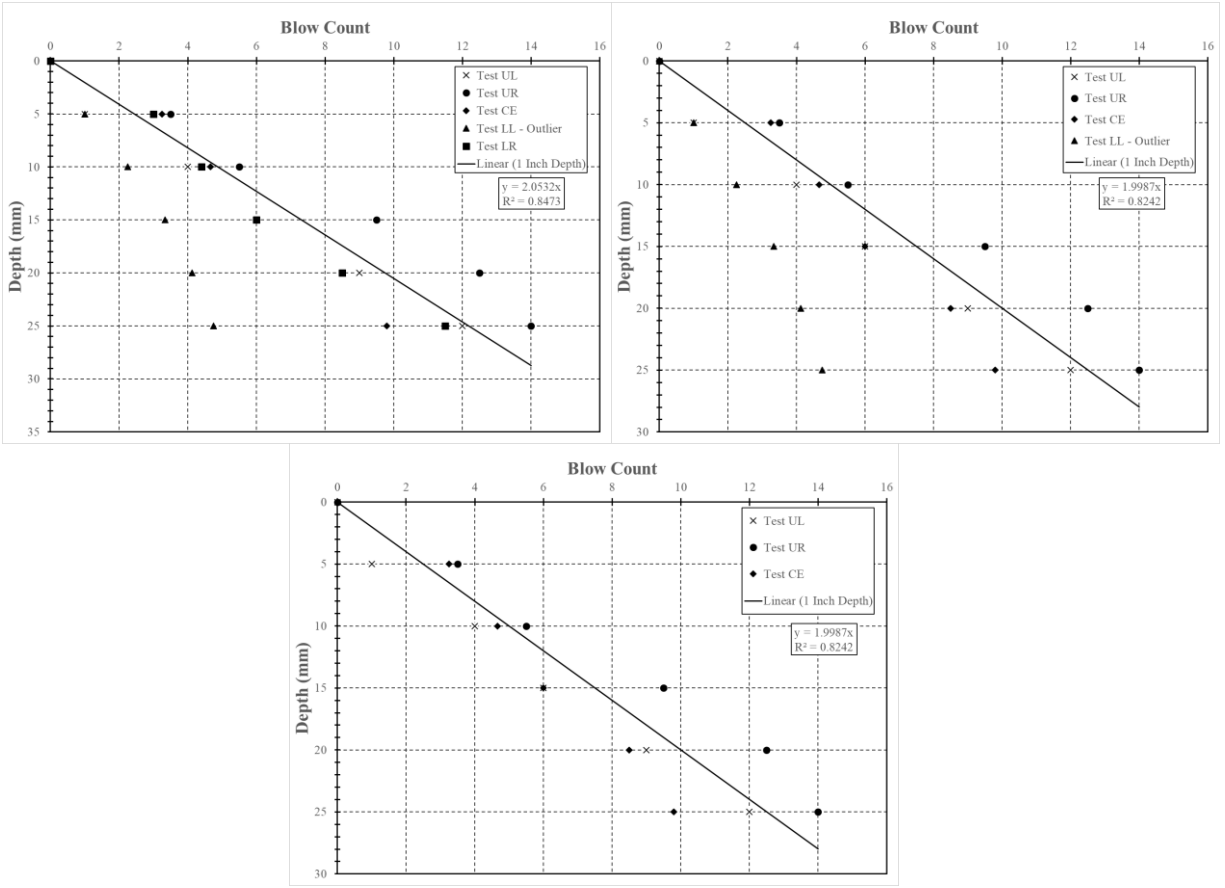 Blow Count
0 2 4 6 8 10 12 14 16
0
5
10
15
20
25
30
35
Depth (mm)
Test UL
Test UR
Test CE
Test LL - Outlier
Test LR
Linear (1 Inch Depth)
y = 2.0532x
R² = 0.8473
Blow Count
0 2 4 6 8 10 12 14 16
0
5
10
15
20
25
30
Depth (mm)
Test UL
Test UR
Test CE
Test LL - Outlier
Linear (1 Inch Depth)
y = 1.9987x
R² = 0.8242
Blow Count
0 2 4 6 8 10 12 14 16
0
5
10
15
20
25
30
Depth (mm)
Test UL
Test UR
Test CE
Linear (1 Inch Depth)
y = 1.9987x
R² = 0.8242